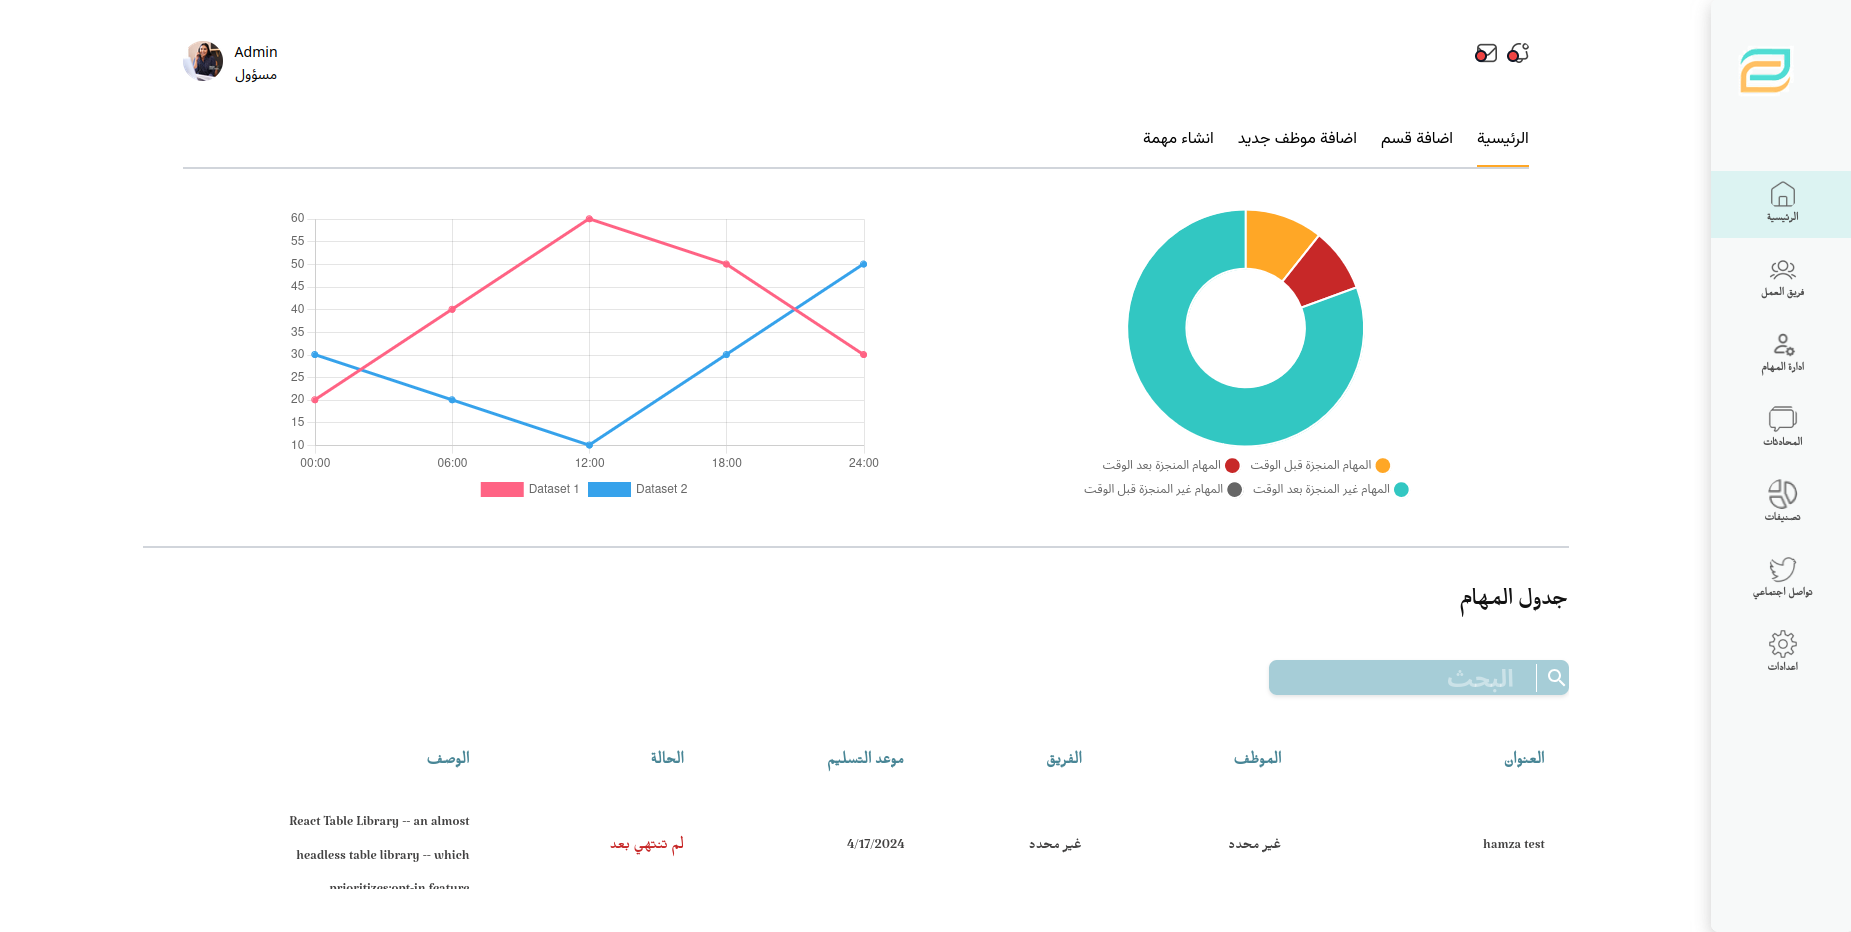 Admin
مسؤول
الرئيسية
اضافة قسم
اضافة موظف جديد
انشاء مهمة
الرئيسية
فريق العمل
ادارة المهام
المحادثات
تصنيفات
تواصل اجتماعي
اعدادات
المهام المنجزة قبل الوقت
المهام المنجزة بعد الوقت
المهام غير المنجزة بعد الوقت
المهام غير المنجزة قبل الوقت
60
55
50
45
40
35
30
25
20
15
10
00:00 06:00 12:00 18:00 24:00
Dataset 1 Dataset 2
جدول المهام
البحث
العنوان الموظف الفريق موعد التسليم الحالة الوصف
hamza test
غير محدد
غير محدد
4/17/2024
لم تنتهي بعد
React Table Library -- an almost
headless table library -- which
prioritizes opt-in feature